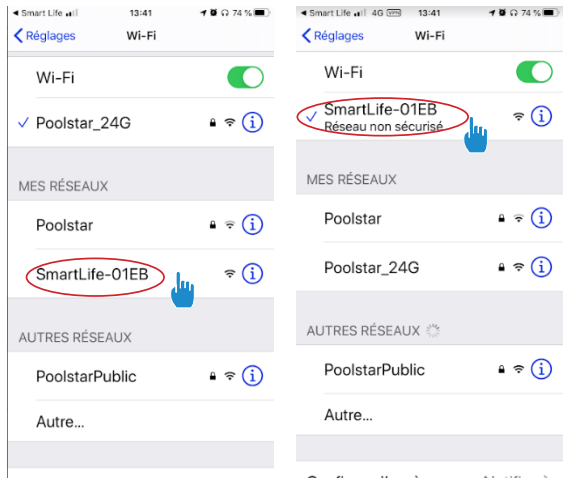 Smart Life 13:41 74 %
Réglages Wi-Fi
Wi-Fi
Poolstar_24G
MES RÉSEAUX
Poolstar
SmartLife-01EB
AUTRES RÉSEAUX
PoolstarPublic
Autre...
Smart Life 4G VPN 13:41 74 %
Réglages Wi-Fi
Wi-Fi
SmartLife-01EB
Réseau non sécurisé
MES RÉSEAUX
Poolstar
Poolstar_24G
AUTRES RÉSEAUX
PoolstarPublic
Autre...